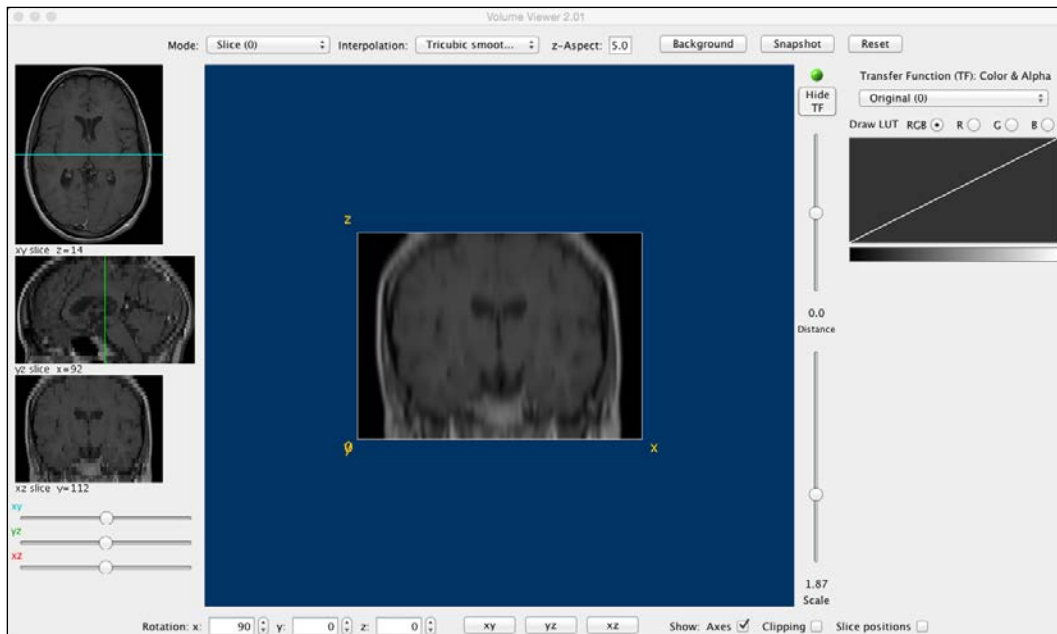 Volume Viewer 2.01
Mode: Slice (0) Interpolation: Tricubic smoot... z-Aspect: 5.0 Background Snapshot Reset
Hide TF
Transfer Function (TF): Color & Alpha
Original (0)
Draw LUT RGB R G B
xy slice z=14
yz slice x=92
xz slice y=112
xy
yz
xz
z
y
0
x
0.0
Distance
1.87
Scale
Rotation: x: 90 y: 0 z: 0 xy yz xz Show: Axes Clipping Slice positions